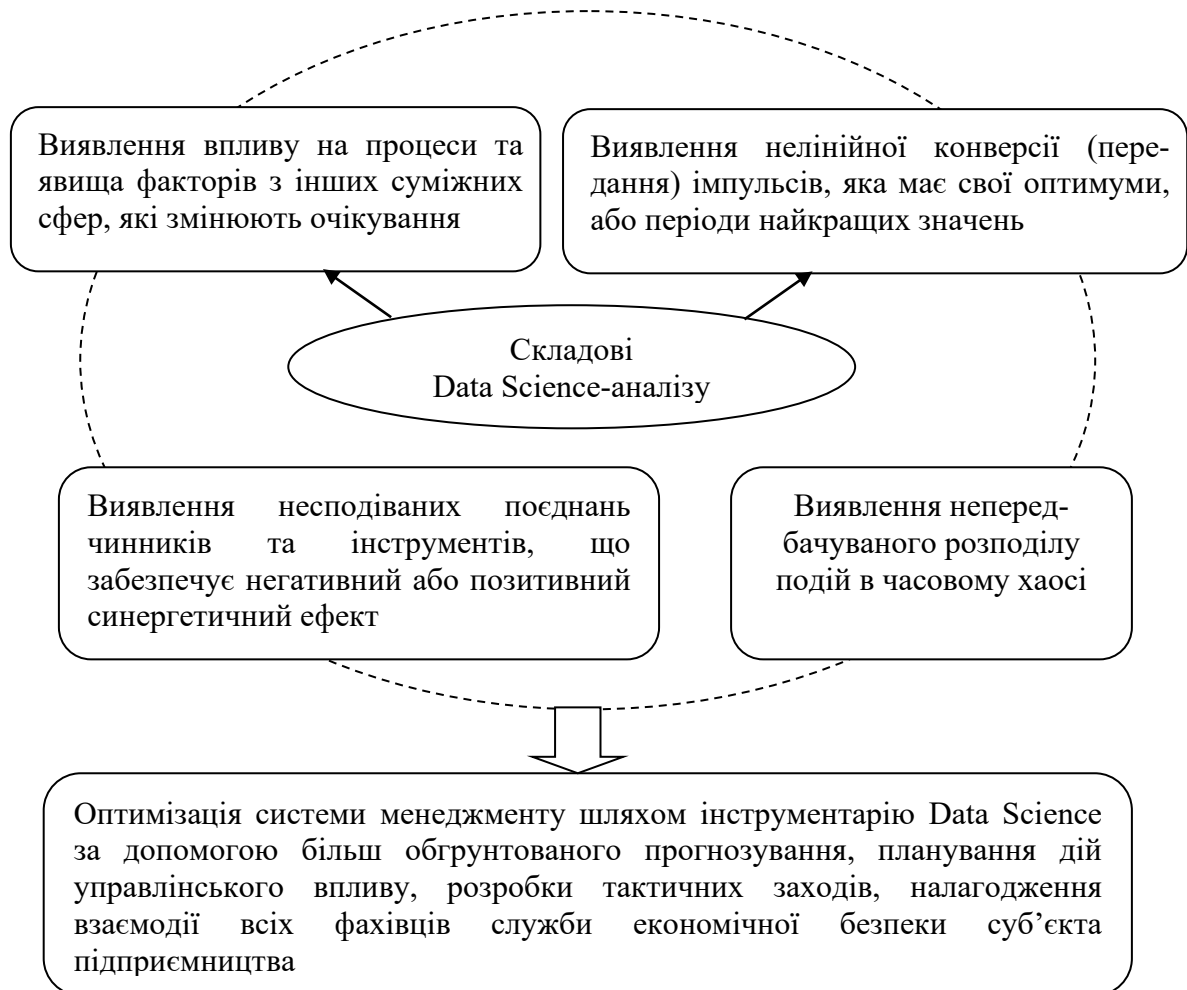 Виявлення впливу на процеси та
явища факторів з інших суміжних
сфер, які змінюють очікування
Виявлення нелінійної конверсії (пере-
дання) імпульсів, яка має свої оптимуми,
або періоди найкращих значень
Складові
Data Science-аналізу
Виявлення несподіваних поєднань
чинників та інструментів, що
забезпечує негативний або позитивний
синергетичний ефект
Виявлення неперед-
бачуваного розподілу
подій в часовому хаосі
Оптимізація системи менеджменту шляхом інструментарію Data Science
за допомогою більш обгрунтованого прогнозування, планування дій
управлінського впливу, розробки тактичних заходів, налагодження
взаємодії всіх фахівців служби економічної безпеки суб’єкта
підприємництва